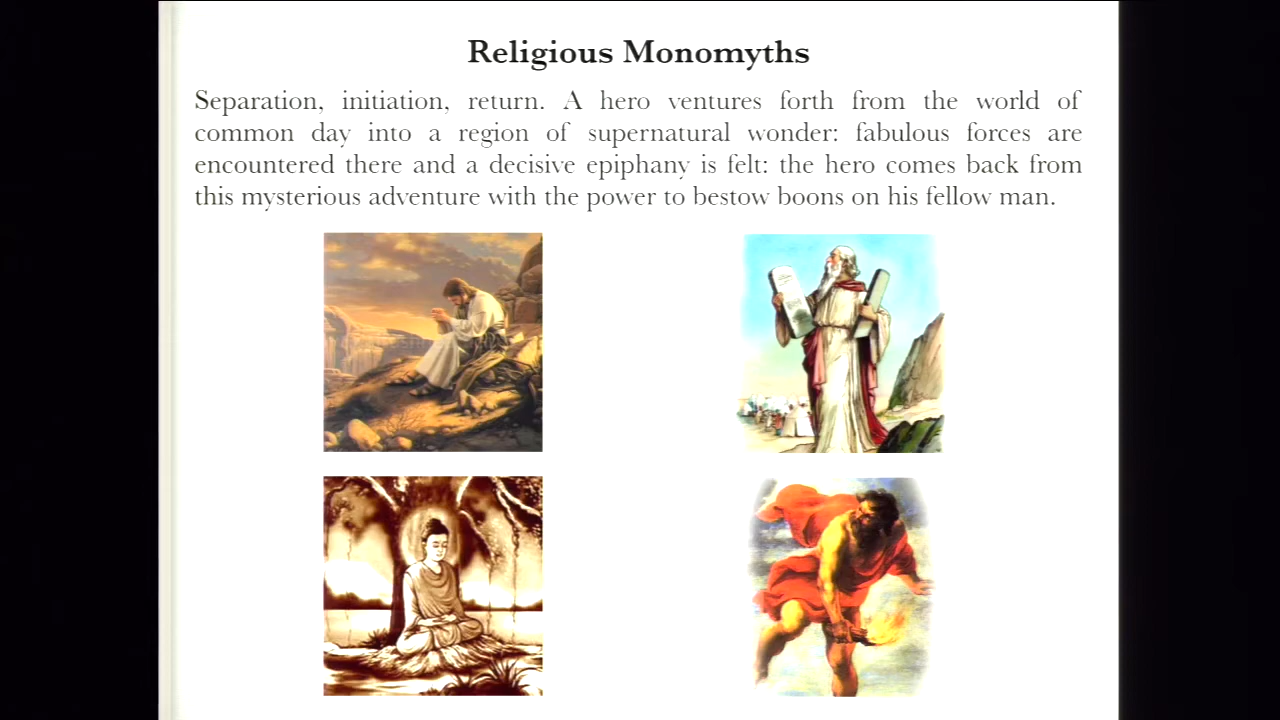 Religious Monomyths
Separation, initiation, return. A hero ventures forth from the world of
common day into a region of supernatural wonder: fabulous forces are
encountered there and a decisive epiphany is felt: the hero comes back from
this mysterious adventure with the power to bestow boons on his fellow man.